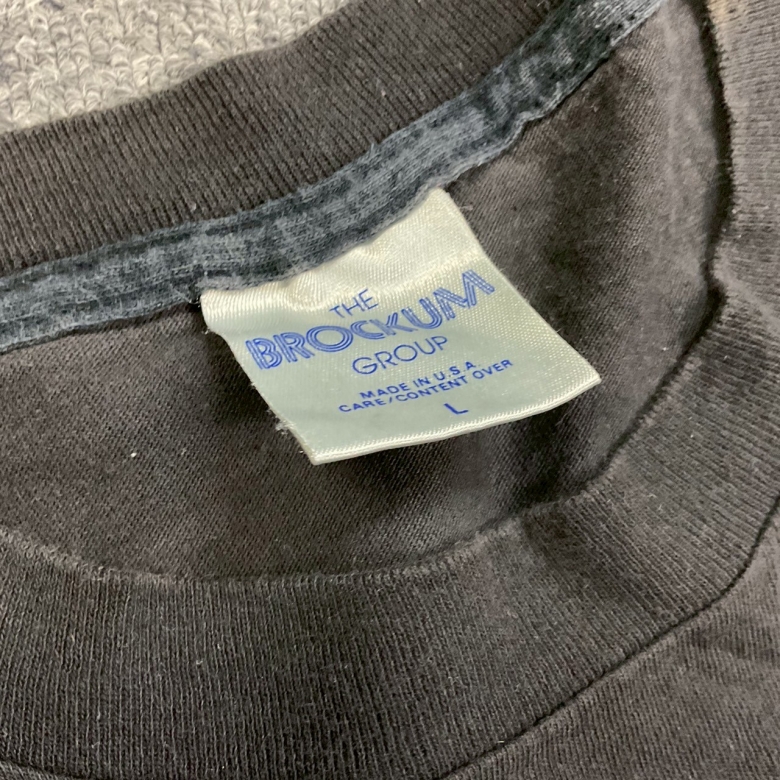 THE
BROCKUM
GROUP
MADE IN U.S.A.
CARE/CONTENT OVER
L